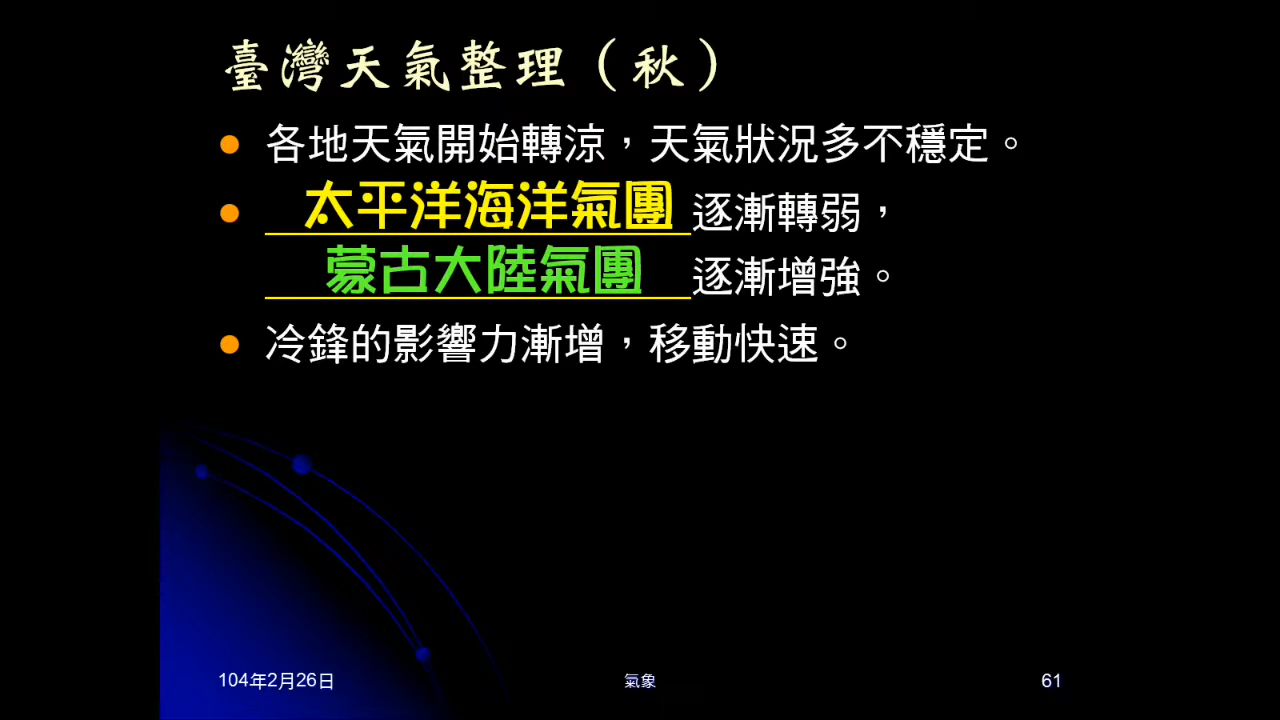 臺灣天氣整理（秋）
各地天氣開始轉涼，天氣狀況多不穩定。
太平洋海洋氣團逐漸轉弱，
蒙古大陸氣團逐漸增強。
冷鋒的影響力漸增，移動快速。
104年2月26日 氣象 61